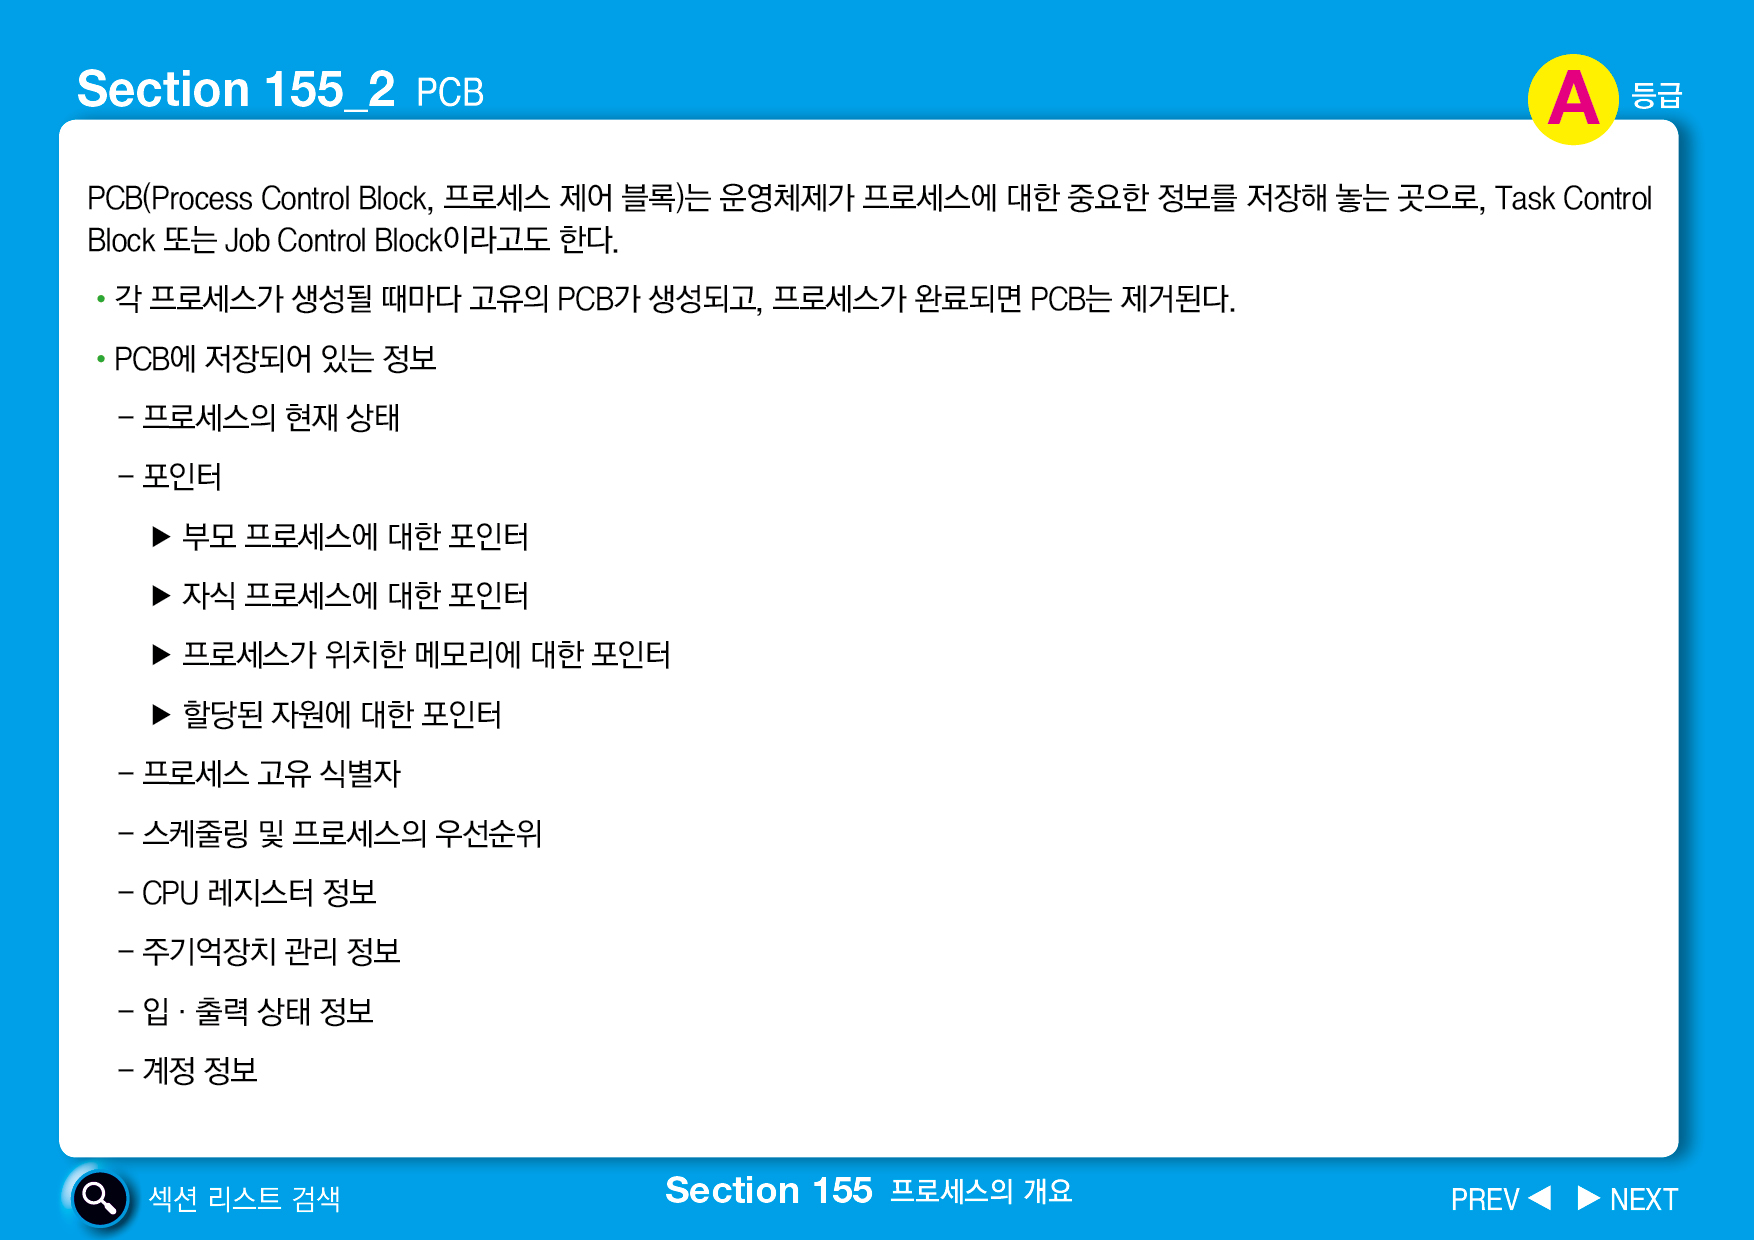 Section 155_2 PCB
A 등급
PCB(Process Control Block, 프로세스 제어 블록)는 운영체제가 프로세스에 대한 중요한 정보를 저장해 놓는 곳으로, Task Control
Block 또는 Job Control Block이라고도 한다.
• 각 프로세스가 생성될 때마다 고유의 PCB가 생성되고, 프로세스가 완료되면 PCB는 제거된다.
• PCB에 저장되어 있는 정보
– 프로세스의 현재 상태
– 포인터
▶ 부모 프로세스에 대한 포인터
▶ 자식 프로세스에 대한 포인터
▶ 프로세스가 위치한 메모리에 대한 포인터
▶ 할당된 자원에 대한 포인터
– 프로세스 고유 식별자
– 스케줄링 및 프로세스의 우선순위
– CPU 레지스터 정보
– 주기억장치 관리 정보
– 입 · 출력 상태 정보
– 계정 정보
섹션 리스트 검색
Section 155 프로세스의 개요
PREV ◀ ▶ NEXT